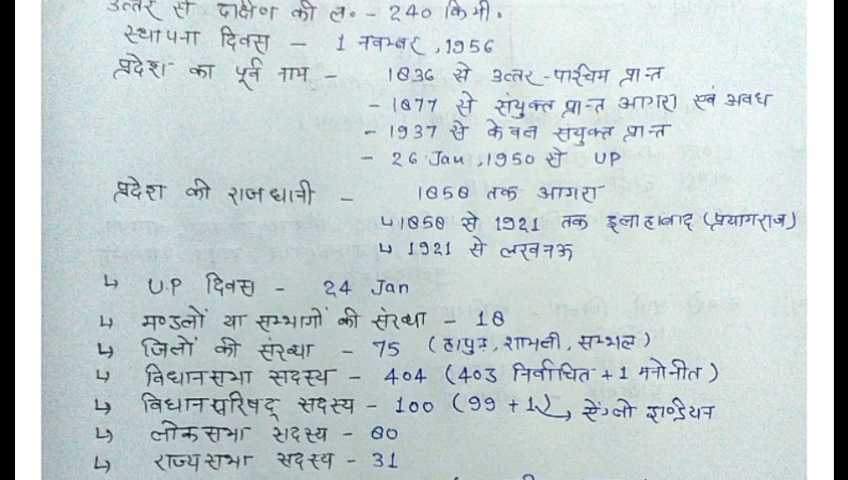 उत्तर से दक्षिण की ल. - 240 किमी.
स्थापना दिवस - 1 नवम्बर, 1956
प्रदेश का पूर्व नाम - 1836 से उत्तर-पश्चिम प्रान्त
- 1877 से संयुक्त प्रान्त आगरा एवं अवध
- 1937 से केवल संयुक्त प्रान्त
- 26 Jan, 1950 से UP
प्रदेश की राजधानी - 1858 तक आगरा
↳ 1858 से 1921 तक इलाहाबाद (प्रयागराज)
↳ 1921 से लखनऊ
↳ U.P दिवस - 24 Jan
↳ मण्डलों या सम्भागों की संख्या - 18
↳ जिलों की संख्या - 75 (हापुड़, शामली, सम्भल)
↳ विधानसभा सदस्य - 404 (403 निर्वाचित + 1 मनोनीत)
↳ विधान परिषद् सदस्य - 100 (99 + 1) → एंग्लो इण्डियन
↳ लोकसभा सदस्य - 80
↳ राज्यसभा सदस्य - 31